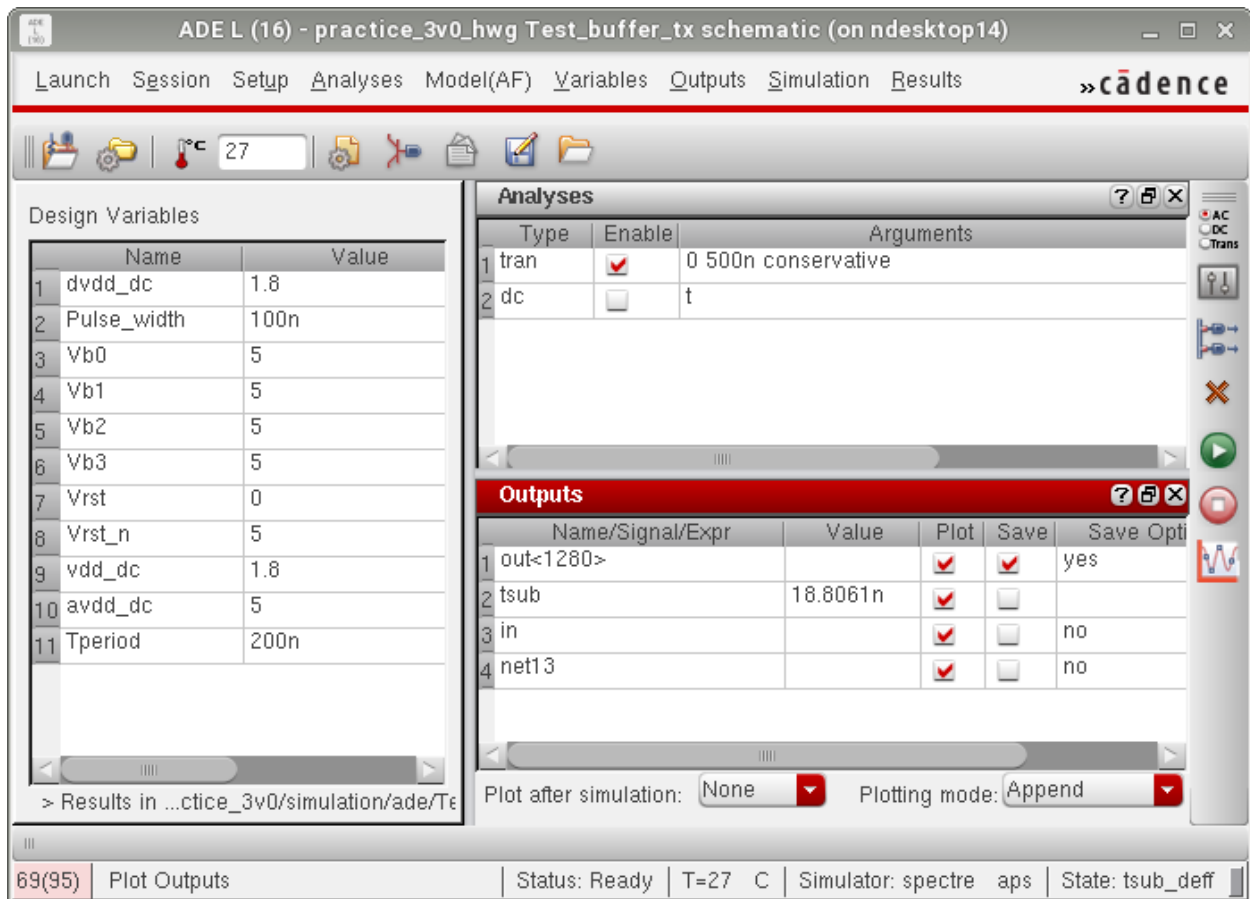 ADE L (16) - practice_3v0_hwg Test_buffer_tx schematic (on ndesktop14)
Launch Session Setup Analyses Model(AF) Variables Outputs Simulation Results
cādence
°C 27
Design Variables
Name Value
1 dvdd_dc 1.8
2 Pulse_width 100n
3 Vb0 5
4 Vb1 5
5 Vb2 5
6 Vb3 5
7 Vrst 0
8 Vrst_n 5
9 vdd_dc 1.8
10 avdd_dc 5
11 Tperiod 200n
> Results in ...ctice_3v0/simulation/ade/Te
Analyses
Type Enable Arguments
1 tran 0 500n conservative
2 dc t
Outputs
Name/Signal/Expr Value Plot Save Save Opti
1 out<1280> yes
2 tsub 18.8061n
3 in no
4 net13 no
Plot after simulation: None Plotting mode: Append
AC
DC
Trans
69(95) Plot Outputs Status: Ready T=27 C Simulator: spectre aps State: tsub_deff